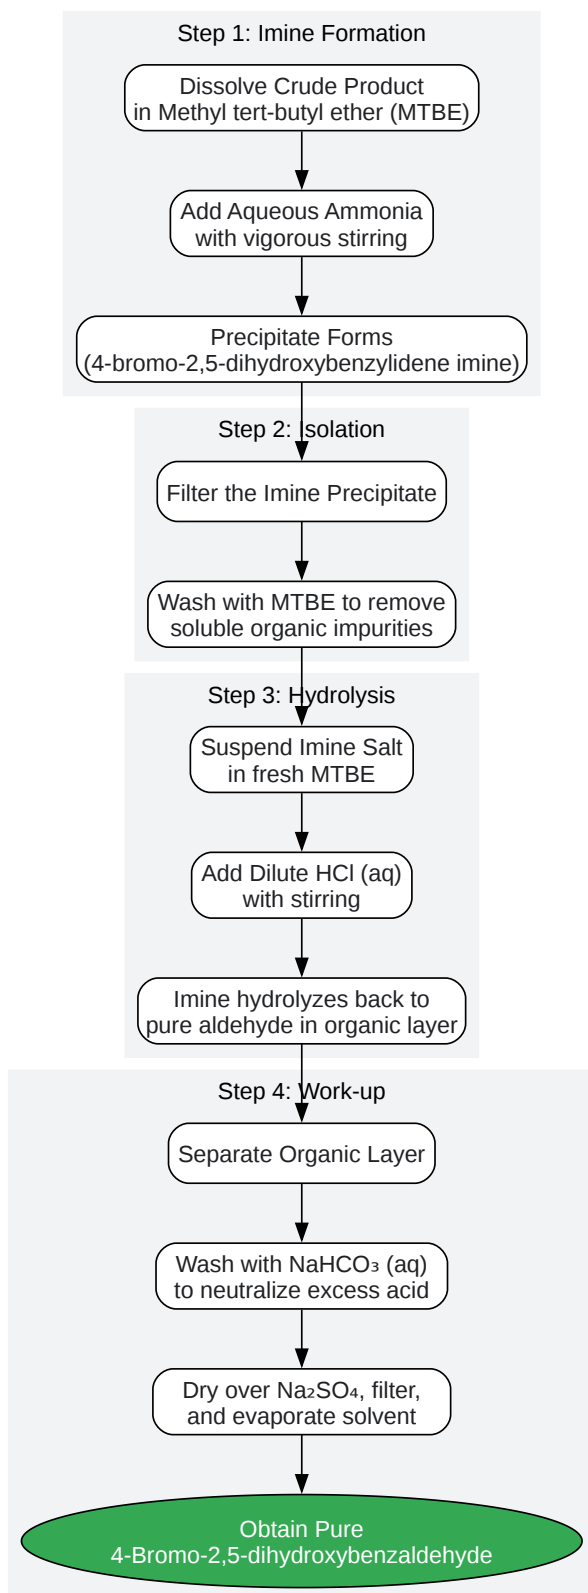 Step 1: Imine Formation
Dissolve Crude Product
in Methyl tert-butyl ether (MTBE)
Add Aqueous Ammonia
with vigorous stirring
Precipitate Forms
(4-bromo-2,5-dihydroxybenzylidene imine)
Step 2: Isolation
Filter the Imine Precipitate
Wash with MTBE to remove
soluble organic impurities
Step 3: Hydrolysis
Suspend Imine Salt
in fresh MTBE
Add Dilute HCl (aq)
with stirring
Imine hydrolyzes back to
pure aldehyde in organic layer
Step 4: Work-up
Separate Organic Layer
Wash with NaHCO₃ (aq)
to neutralize excess acid
Dry over Na₂SO₄, filter,
and evaporate solvent
Obtain Pure
4-Bromo-2,5-dihydroxybenzaldehyde